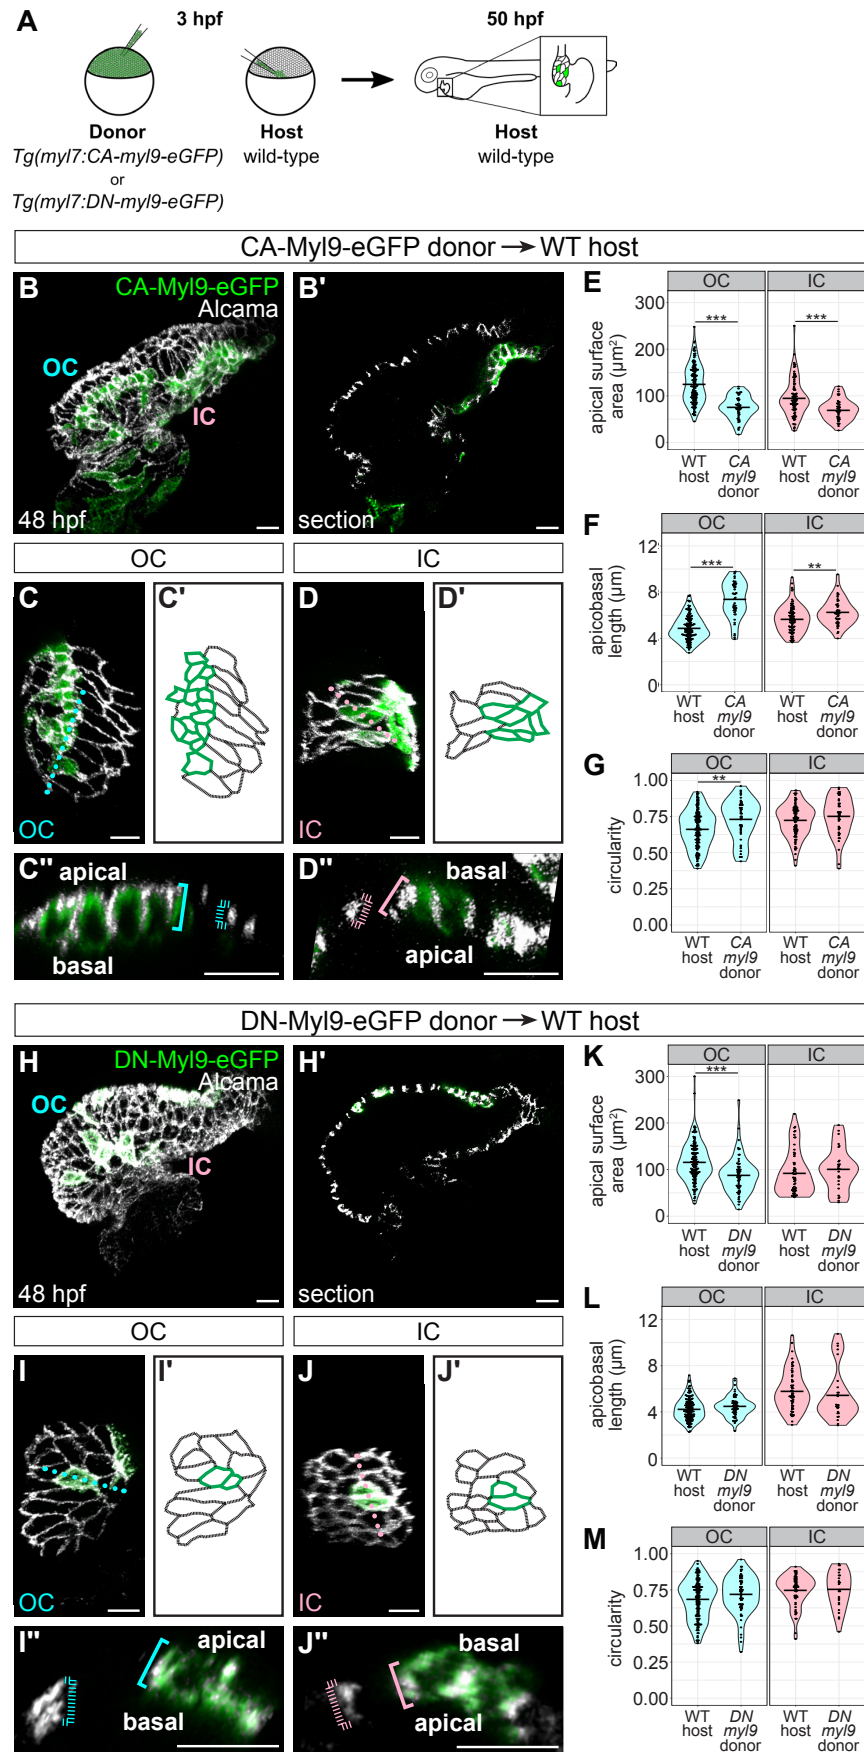 A
3 hpf
50 hpf
Donor
Host
Host
Tg(myl7:CA-myl9-eGFP)
wild-type
wild-type
or
Tg(myl7:DN-myl9-eGFP)
CA-Myl9-eGFP donor → WT host
B
CA-Myl9-eGFP
Alcama
OC
IC
48 hpf
B'
section
E
OC
IC
apical surface
area (µm²)
300
200
100
0
***
***
WT
host
CA
myl9
donor
WT
host
CA
myl9
donor
F
OC
IC
apicobasal
length (µm)
12
8
4
0
***
**
WT
host
CA
myl9
donor
WT
host
CA
myl9
donor
OC
IC
C
OC
C'
D
IC
D'
G
OC
IC
circularity
1.00
0.75
0.50
0.25
0.00
**
WT
host
CA
myl9
donor
WT
host
CA
myl9
donor
C"
apical
basal
D"
basal
apical
DN-Myl9-eGFP donor → WT host
H
DN-Myl9-eGFP
Alcama
OC
IC
48 hpf
H'
section
K
OC
IC
apical surface
area (µm²)
300
200
100
0
***
WT
host
DN
myl9
donor
WT
host
DN
myl9
donor
L
OC
IC
apicobasal
length (µm)
12
8
4
0
WT
host
DN
myl9
donor
WT
host
DN
myl9
donor
OC
IC
I
OC
I'
J
IC
J'
M
OC
IC
circularity
1.00
0.75
0.50
0.25
0.00
WT
host
DN
myl9
donor
WT
host
DN
myl9
donor
I"
apical
basal
J"
basal
apical